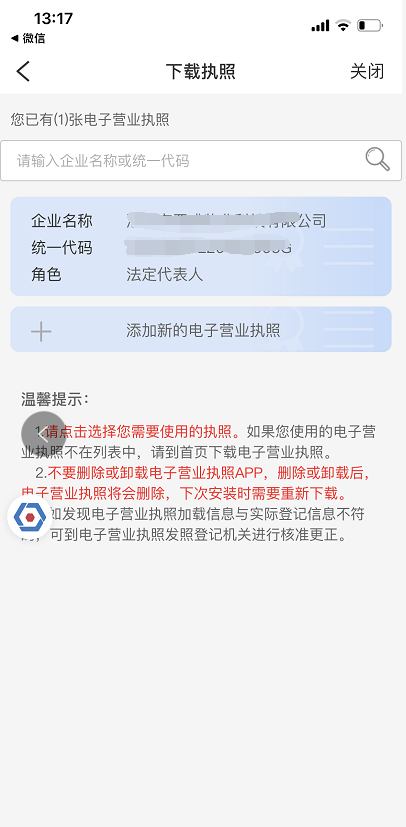 13:17
微信
下载执照
关闭
您已有(1)张电子营业执照
请输入企业名称或统一代码
企业名称 有限公司
统一代码
角色 法定代表人
添加新的电子营业执照
温馨提示:
请点击选择您需要使用的执照。如果您使用的电子营
业执照不在列表中，请到首页下载电子营业执照。
2.不要删除或卸载电子营业执照APP，删除或卸载后，
电子营业执照将会删除，下次安装时需要重新下载。
如发现电子营业执照加载信息与实际登记信息不符
的，可到电子营业执照发照登记机关进行核准更正。